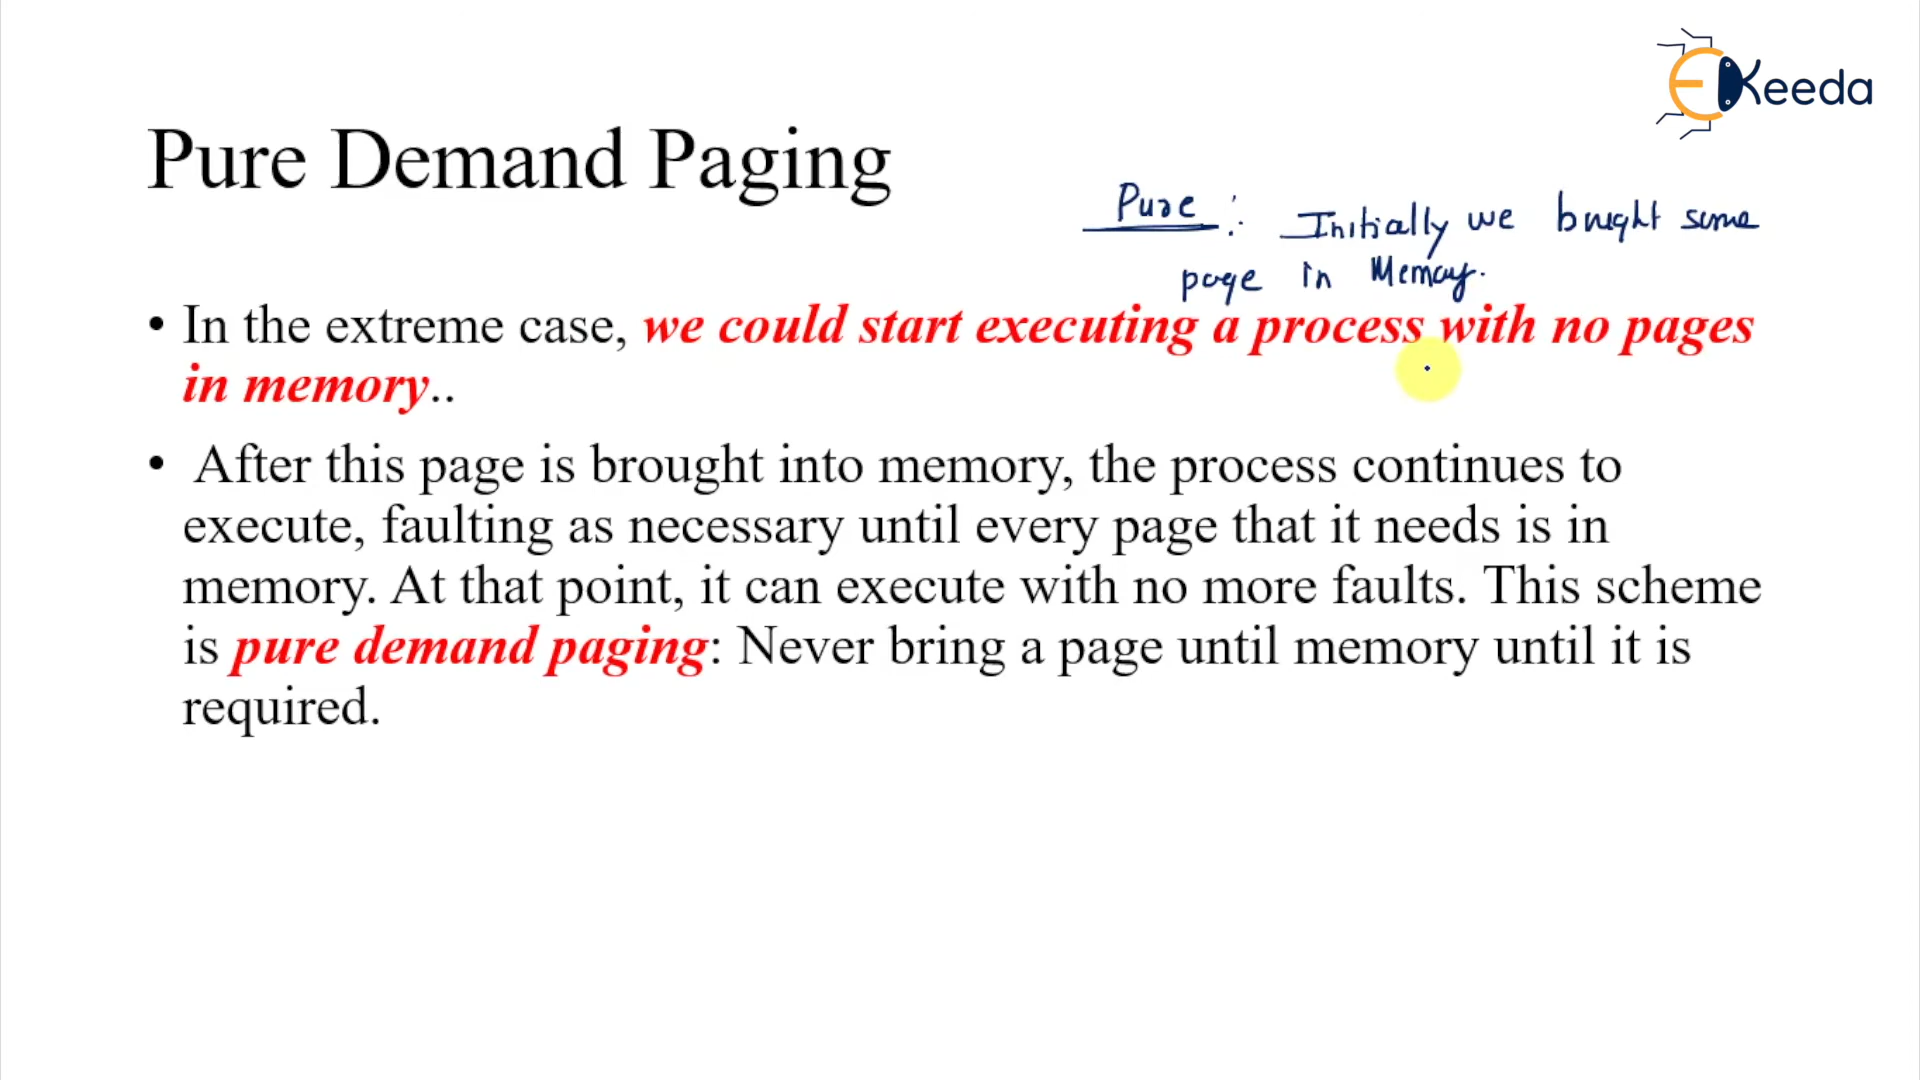 EKeeda
Pure Demand Paging
Pure : Initially we bught some
page in Memoy.
• In the extreme case, we could start executing a process with no pages
in memory..
• After this page is brought into memory, the process continues to
execute, faulting as necessary until every page that it needs is in
memory. At that point, it can execute with no more faults. This scheme
is pure demand paging: Never bring a page until memory until it is
required.